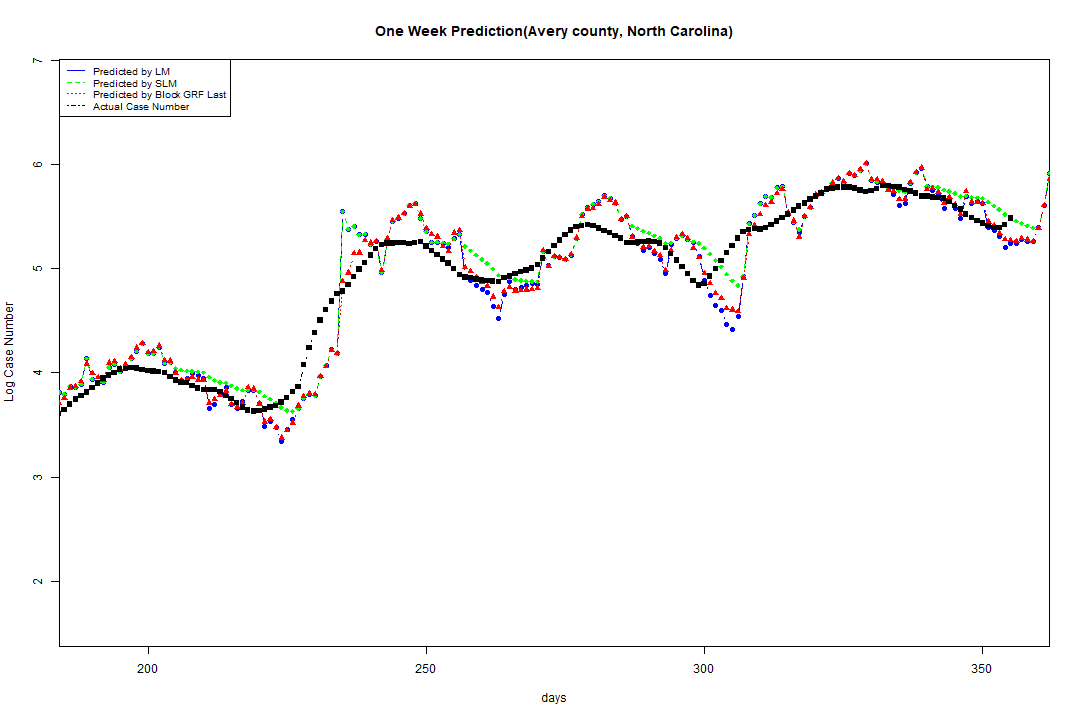 One Week Prediction(Avery county, North Carolina)
Predicted by LM
Predicted by SLM
Predicted by Block GRF Last
Actual Case Number
7
6
5
4
3
2
Log Case Number
200
250
300
350
days